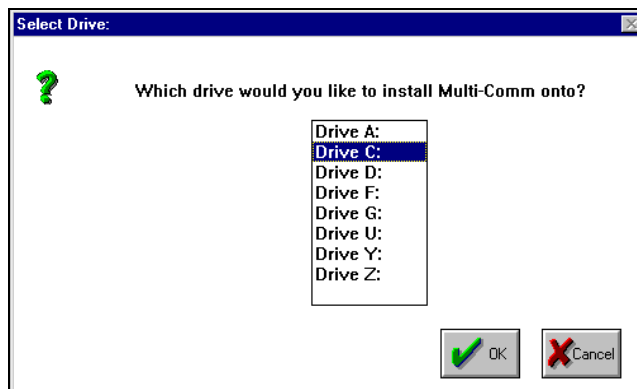 Select Drive:
Which drive would you like to install Multi-Comm onto?
Drive A:
Drive C:
Drive D:
Drive F:
Drive G:
Drive U:
Drive Y:
Drive Z:
OK
Cancel